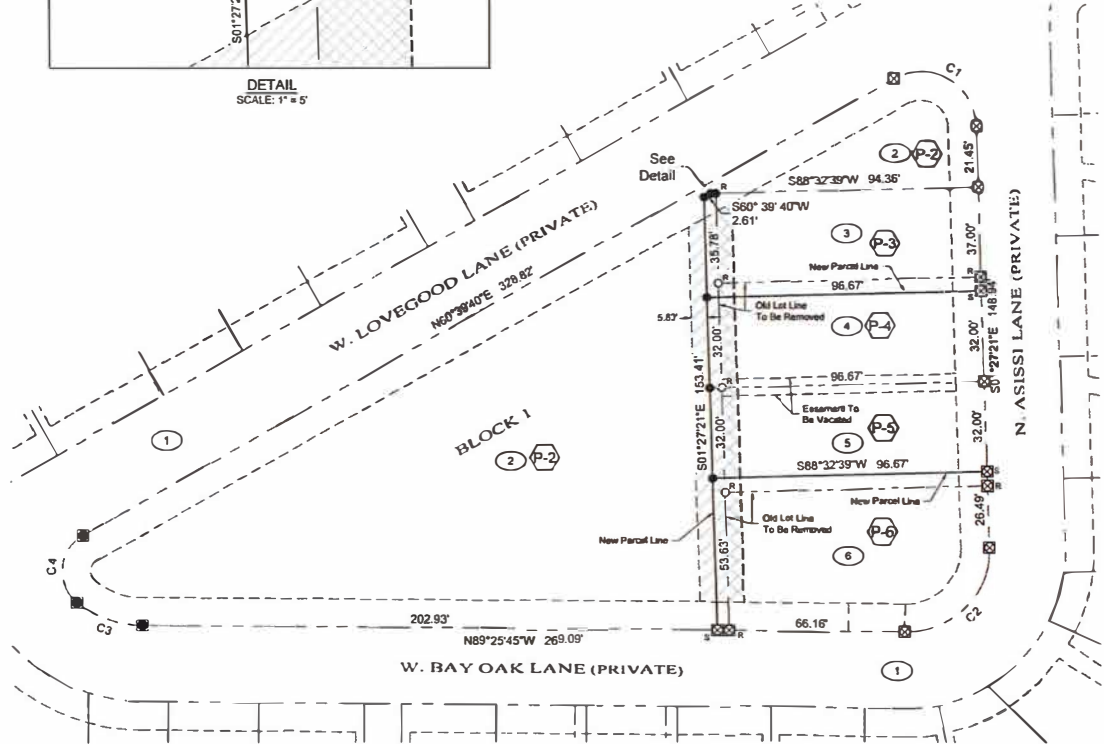 S01°27'2
DETAIL
SCALE: 1" = 5'
C1
2 P-2
21.45'
See
Detail
R
S88°32'39"W 94.36'
S60° 39' 40"W
2.61'
3 P-3
37.00'
35.78'
W. LOVEGOOD LANE (PRIVATE)
N60°39'40"E 328.82'
New Parcel Line
R
96.67'
S
5.83'
Old Lot Line
To Be Removed
4 P-4
32.00'
32.00'
S01°27'21"E 148.94'
N. ASISSI LANE (PRIVATE)
R
96.67'
S01°27'21"E 153.41'
Easement To
Be Vacated
1
BLOCK 1
2 P-2
5 P-5
32.00'
32.00'
S88°32'39"W 96.67'
S
R
R
New Parcel Line
26.49'
Old Lot Line
To Be Removed
New Parcel Line
P-6
6
53.63'
C4
C3
C2
202.93'
66.16'
S R
N89°25'45"W 269.09'
W. BAY OAK LANE (PRIVATE)
1